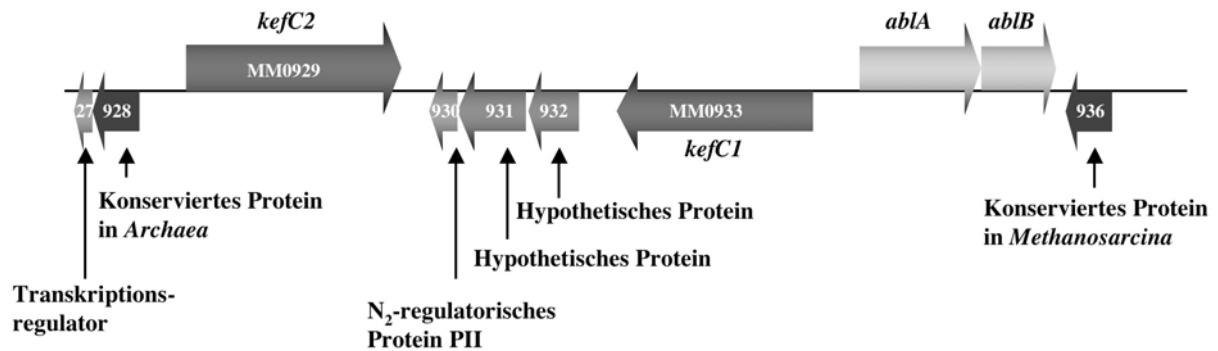 kefC2
ablA
ablB
MM0929
27
928
930
931
932
MM0933
936
kefC1
Konserviertes Protein
in Archaea
Hypothetisches Protein
Konserviertes Protein
in Methanosarcina
Hypothetisches Protein
Transkriptions-
regulator
N₂-regulatorisches
Protein PII